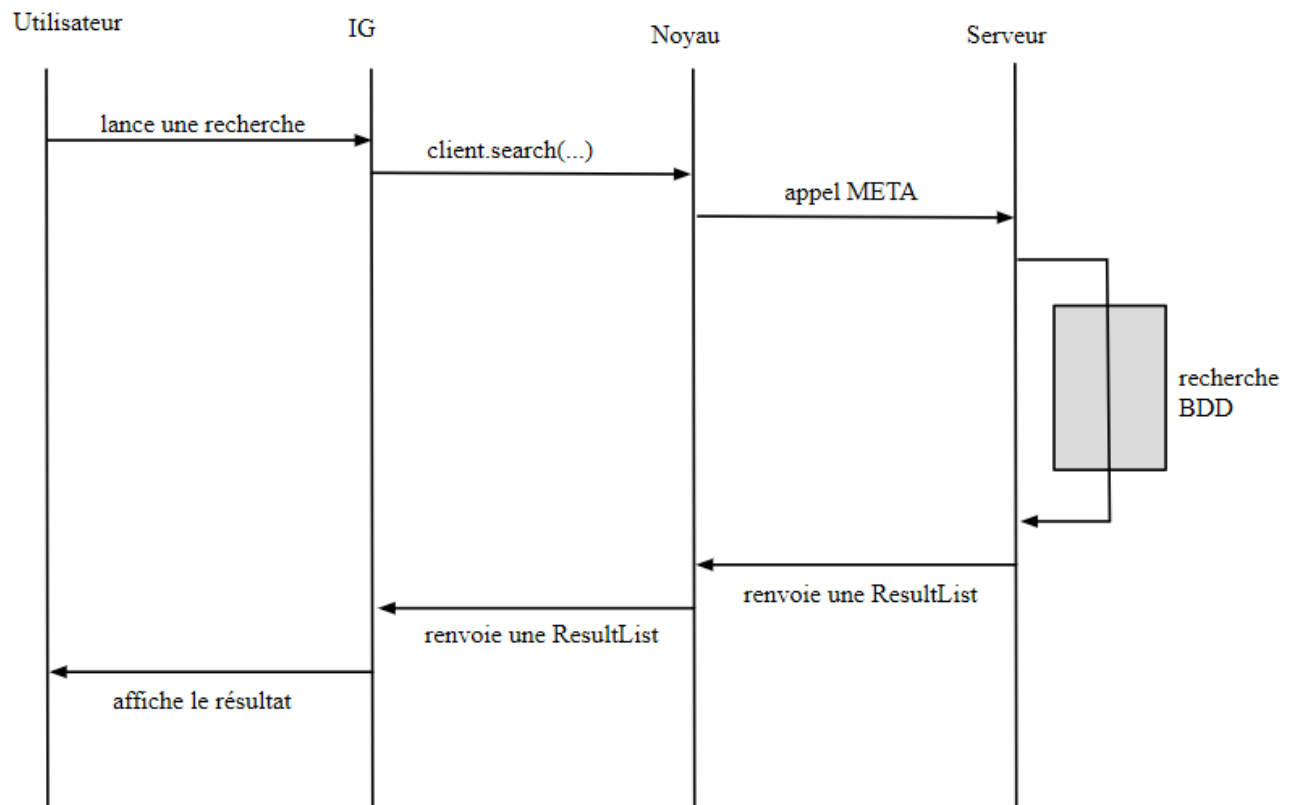 Utilisateur
IG
Noyau
Serveur
lance une recherche
client.search(...)
appel META
recherche
BDD
renvoie une ResultList
renvoie une ResultList
affiche le résultat